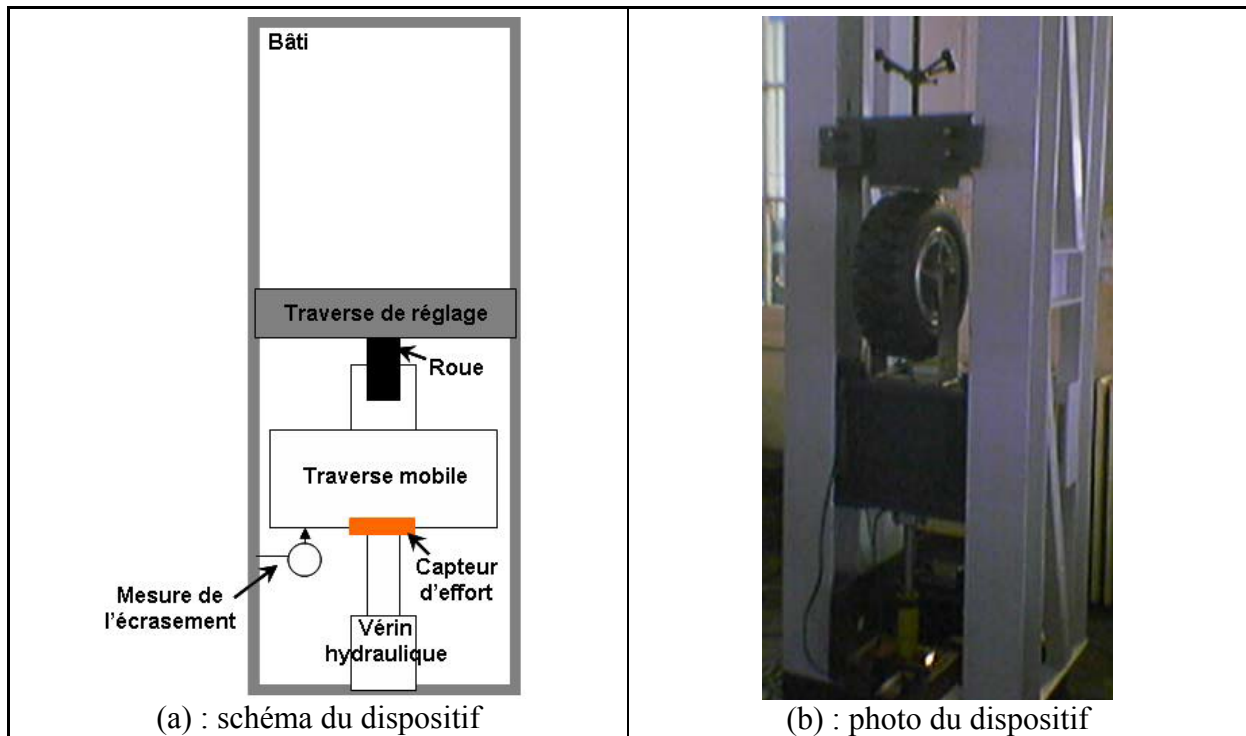 Bâti
Traverse de réglage
Roue
Traverse mobile
Capteur
d'effort
Mesure de
l'écrasement
Vérin
hydraulique
(a) : schéma du dispositif
(b) : photo du dispositif